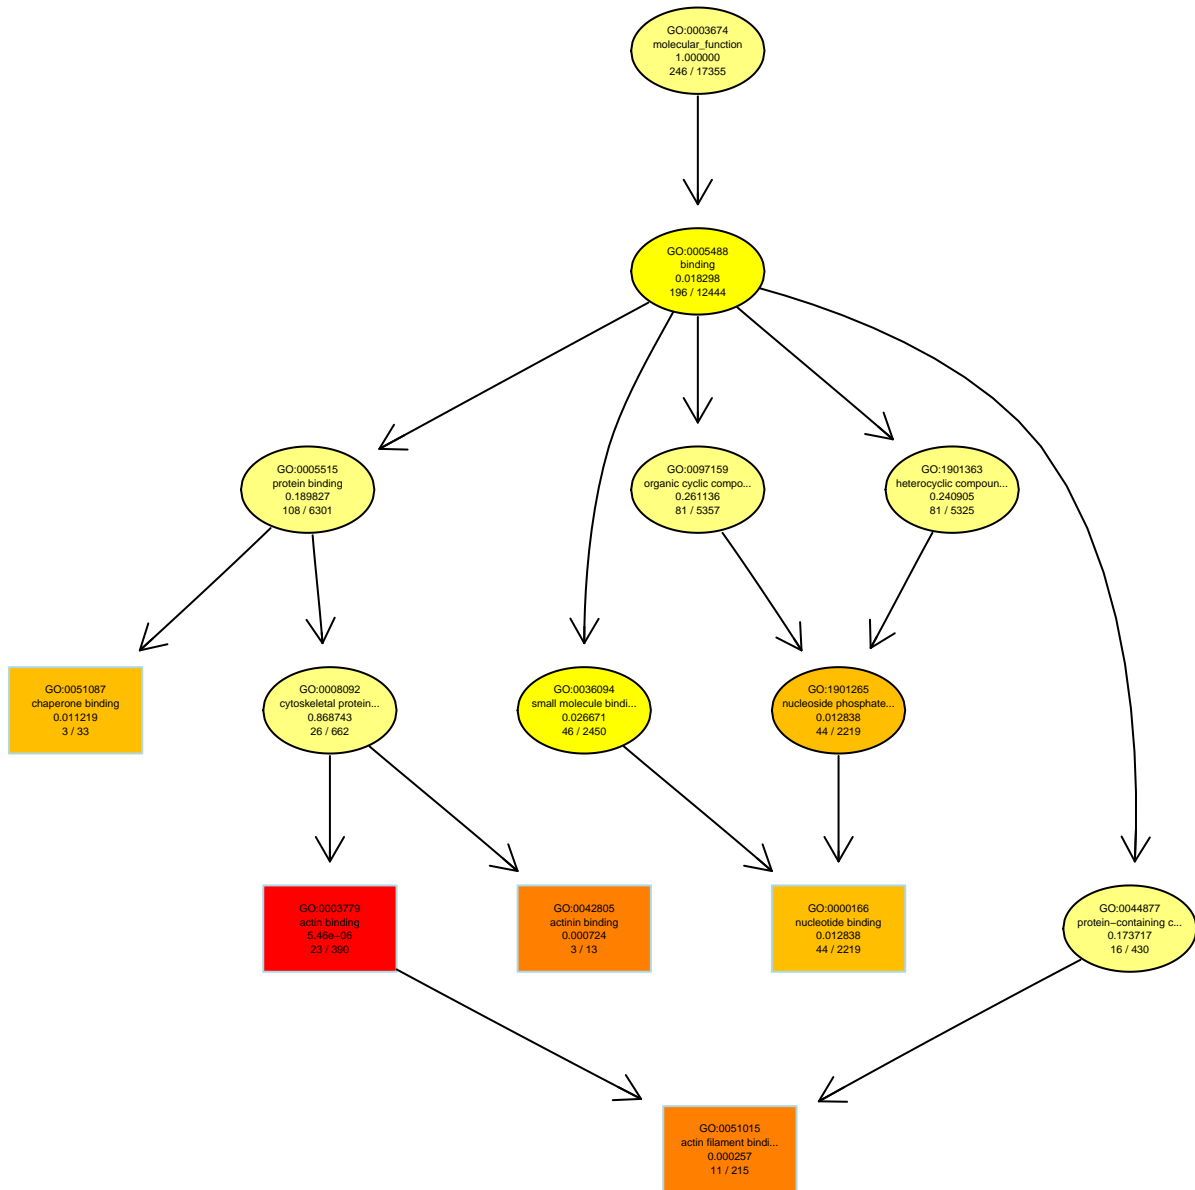 GO:0003674
molecular_function
1.000000
246 / 17355
GO:0005488
binding
0.018298
196 / 12444
GO:0005515
protein binding
0.189827
108 / 6301
GO:0097159
organic cyclic compo...
0.261136
81 / 5357
GO:1901363
heterocyclic compoun...
0.240905
81 / 5325
GO:0051087
chaperone binding
0.011219
3 / 33
GO:0008092
cytoskeletal protein...
0.868743
26 / 662
GO:0036094
small molecule bindi...
0.026671
46 / 2450
GO:1901265
nucleoside phosphate...
0.012838
44 / 2219
GO:0003779
actin binding
5.46e−06
23 / 390
GO:0042805
actinin binding
0.000724
3 / 13
GO:0000166
nucleotide binding
0.012838
44 / 2219
GO:0044877
protein−containing c...
0.173717
16 / 430
GO:0051015
actin filament bindi...
0.000257
11 / 215